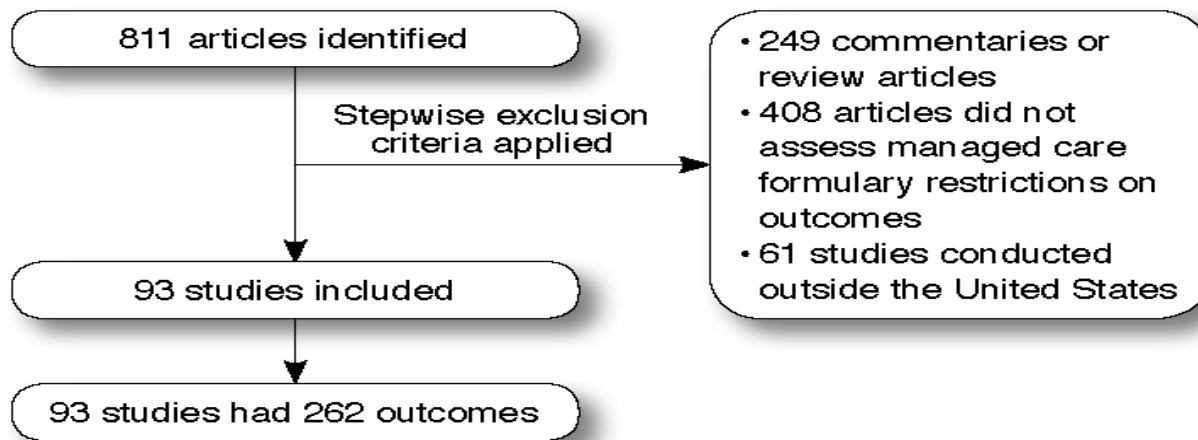 811 articles identified
Stepwise exclusion
criteria applied
• 249 commentaries or
review articles
• 408 articles did not
assess managed care
formulary restrictions on
outcomes
• 61 studies conducted
outside the United States
93 studies included
93 studies had 262 outcomes